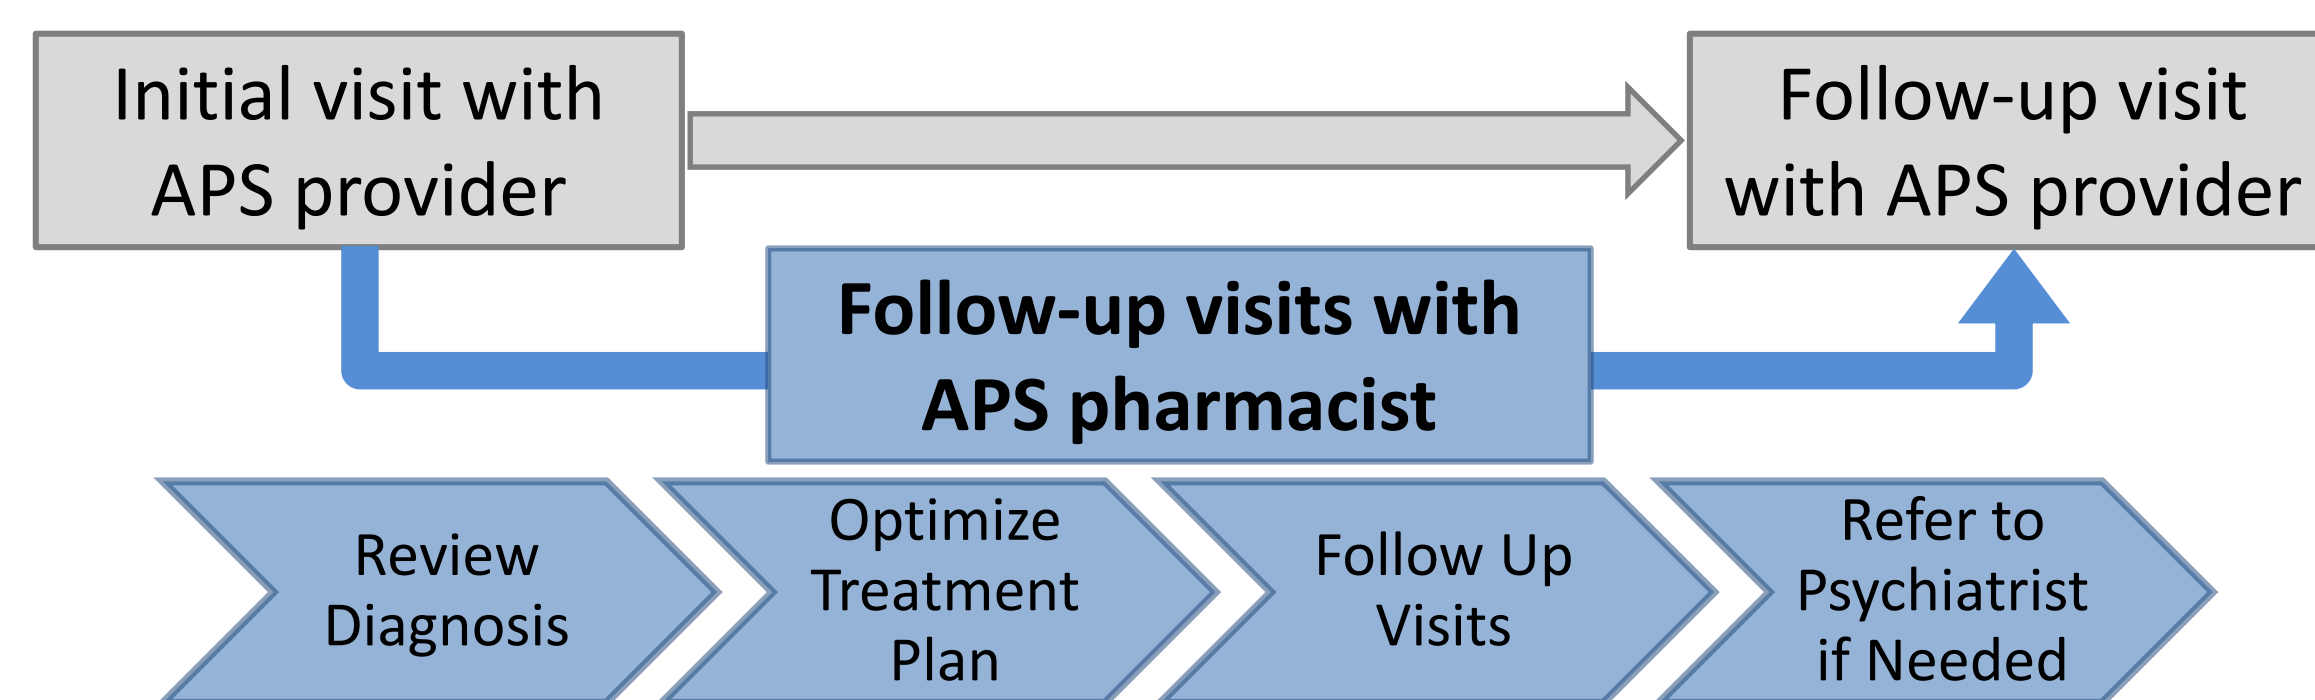 Initial visit with
APS provider
Follow-up visit
with APS provider
Follow-up visits with
APS pharmacist
Review
Diagnosis
Optimize
Treatment
Plan
Follow Up
Visits
Refer to
Psychiatrist
if Needed